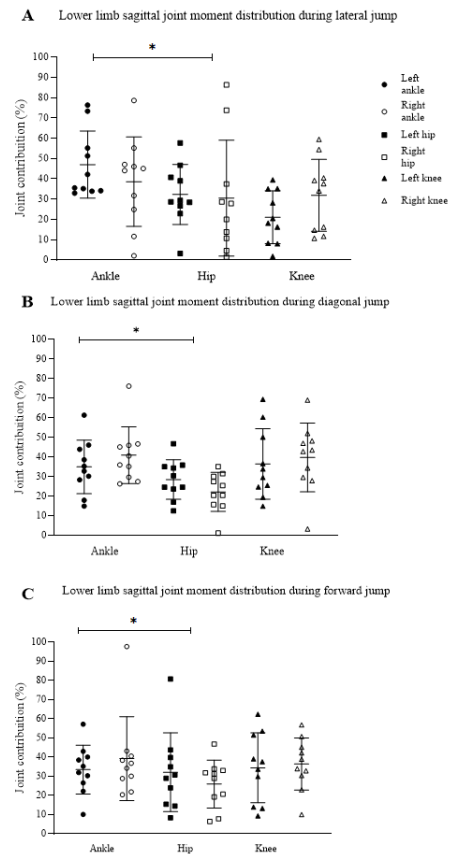 A Lower limb sagittal joint moment distribution during lateral jump
*
100
90
80
70
60
50
40
30
20
10
0
Joint contribuition (%)
Ankle Hip Knee
Left
ankle
Right
ankle
Left hip
Right
hip
Left knee
Right knee
B Lower limb sagittal joint moment distribution during diagonal jump
*
100
90
80
70
60
50
40
30
20
10
0
Joint contribuition (%)
Ankle Hip Knee
C Lower limb sagittal joint moment distribution during forward jump
*
100
90
80
70
60
50
40
30
20
10
0
Joint contribuition (%)
Ankle Hip Knee